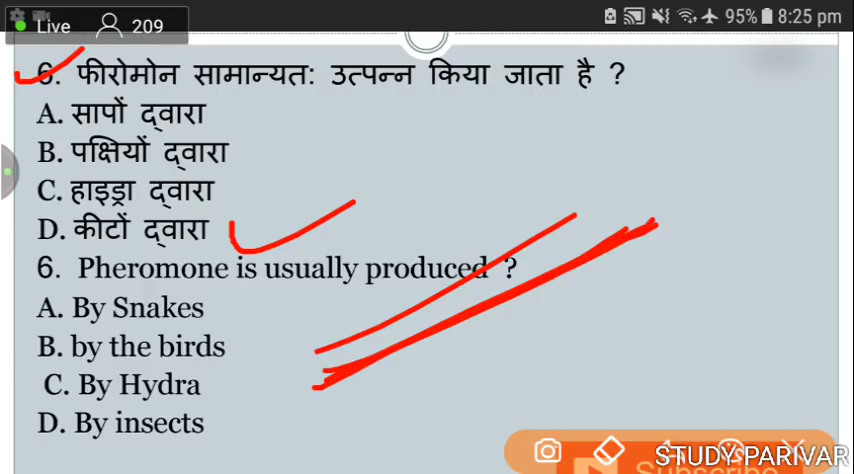 Live 209 95% 8:25 pm
6. फीरोमोन सामान्यत: उत्पन्न किया जाता है ?
A. सापों द्वारा
B. पक्षियों द्वारा
C. हाइड्रा द्वारा
D. कीटों द्वारा
6. Pheromone is usually produced ?
A. By Snakes
B. by the birds
C. By Hydra
D. By insects
STUDY PARIVAR
Subscribe